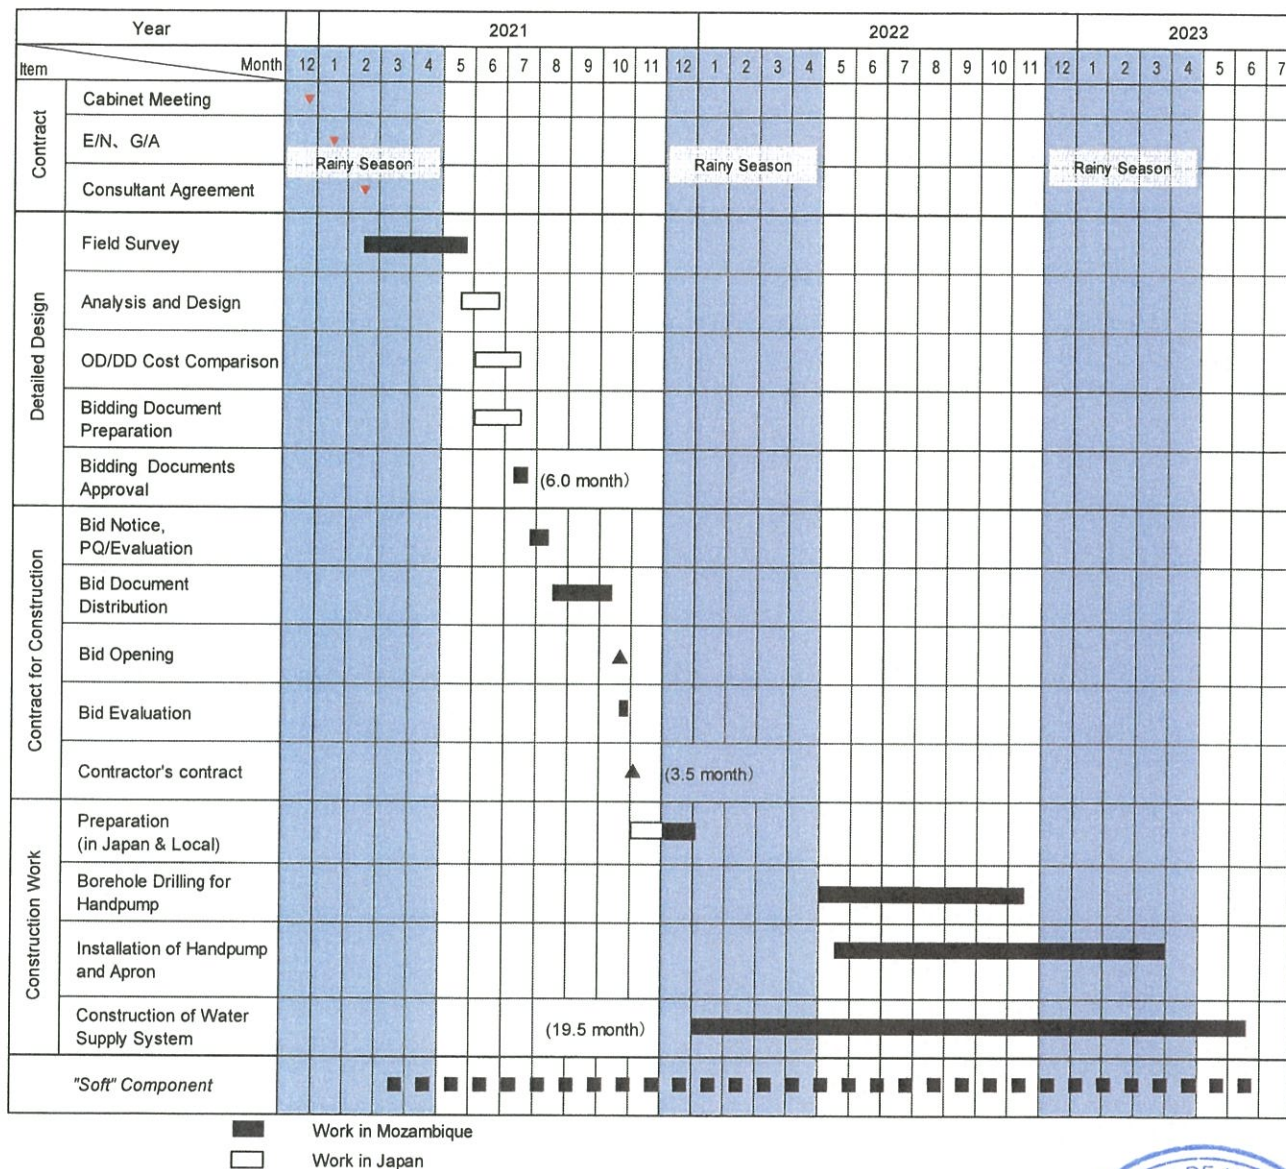 Year 2021 2022 2023
Item Month 12 1 2 3 4 5 6 7 8 9 10 11 12 1 2 3 4 5 6 7 8 9 10 11 12 1 2 3 4 5 6 7
Contract
Cabinet Meeting
E/N、G/A
Rainy Season Rainy Season Rainy Season
Consultant Agreement
Detailed Design
Field Survey
Analysis and Design
OD/DD Cost Comparison
Bidding Document
Preparation
Bidding Documents
Approval
(6.0 month)
Contract for Construction
Bid Notice,
PQ/Evaluation
Bid Document
Distribution
Bid Opening
Bid Evaluation
Contractor's contract (3.5 month)
Construction Work
Preparation
(in Japan & Local)
Borehole Drilling for
Handpump
Installation of Handpump
and Apron
Construction of Water
Supply System
(19.5 month)
"Soft" Component
Work in Mozambique
Work in Japan